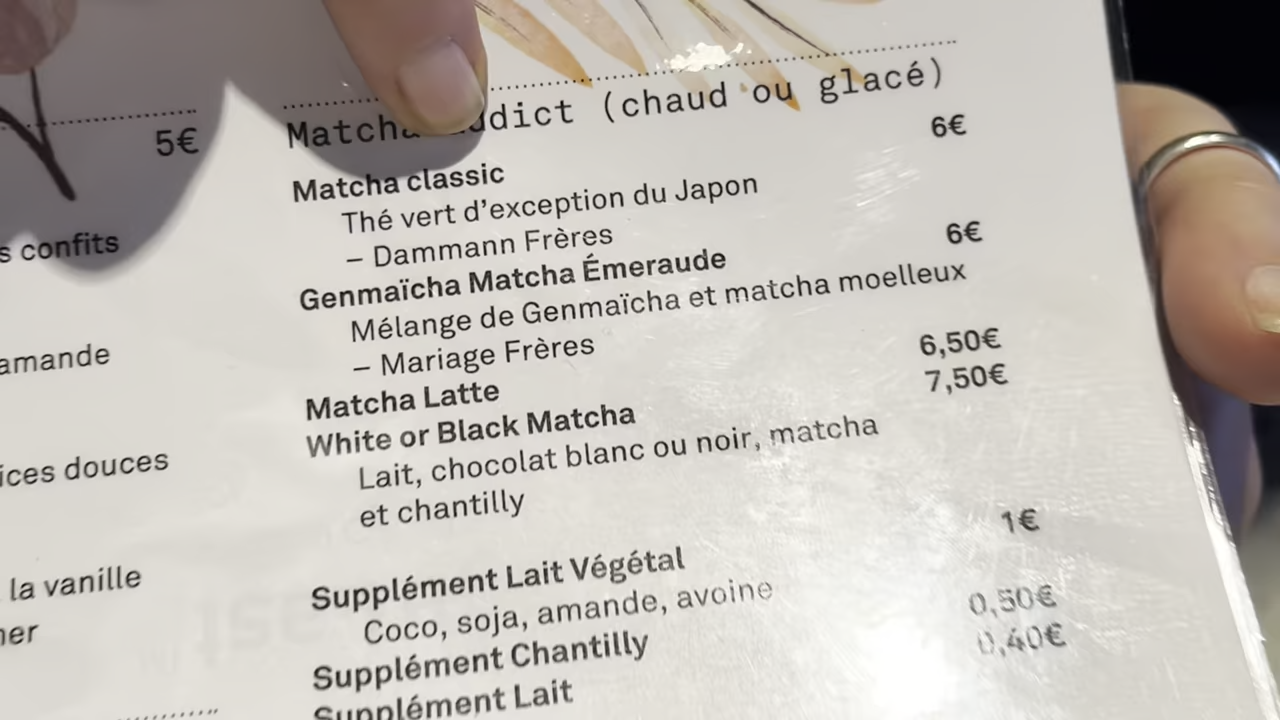 5€
confits
amande
douces
la vanille
Matcha addict (chaud ou glacé)
Matcha classic 6€
Thé vert d'exception du Japon
– Dammann Frères
Genmaïcha Matcha Émeraude 6€
Mélange de Genmaïcha et matcha moelleux
– Mariage Frères
Matcha Latte 6,50€
White or Black Matcha 7,50€
Lait, chocolat blanc ou noir, matcha
et chantilly
Supplément Lait Végétal 1€
Coco, soja, amande, avoine
Supplément Chantilly 0,50€
Supplément Lait 0,40€